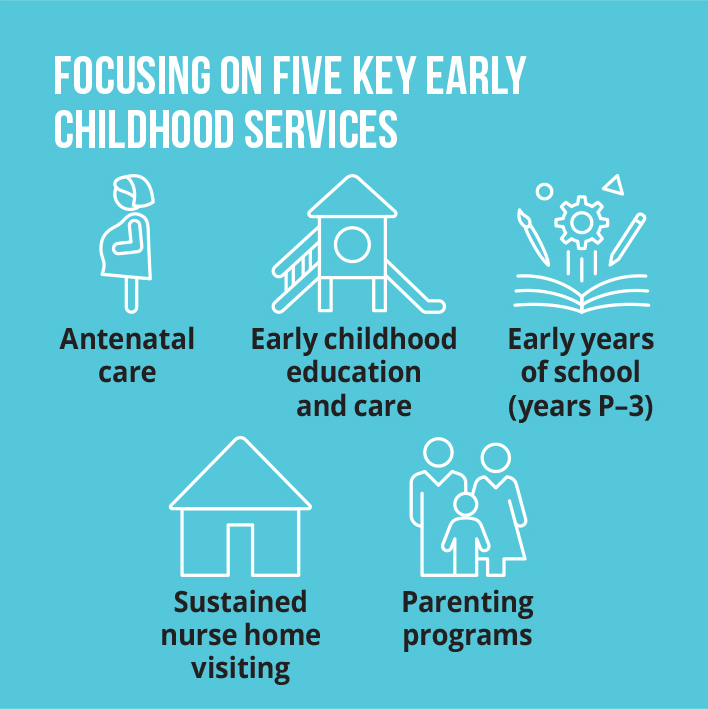 FOCUSING ON FIVE KEY EARLY
CHILDHOOD SERVICES
Antenatal
care
Early childhood
education
and care
Early years
of school
(years P–3)
Sustained
nurse home
visiting
Parenting
programs